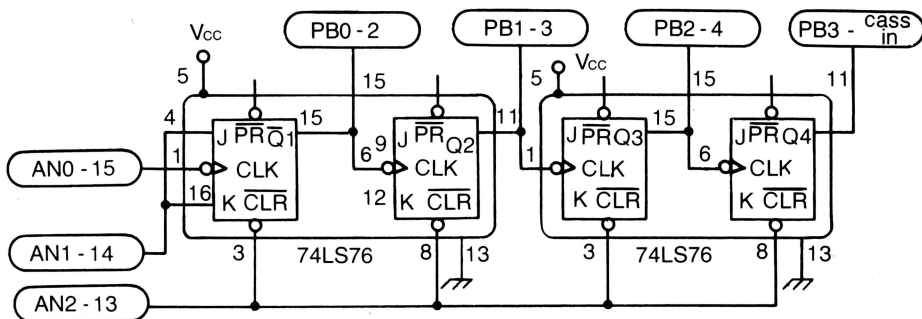 PB0 - 2
PB1 - 3
PB2 - 4
PB3 - cass in
Vcc
5
15
5
Vcc
15
11
4
J PR Q1
15
9
J PR Q2
11
J PR Q3
15
J PR Q4
AN0 - 15
1
CLK
6
CLK
1
CLK
6
CLK
16
K CLR
12
K CLR
K CLR
K CLR
AN1 - 14
3
74LS76
8
13
3
74LS76
8
13
AN2 - 13